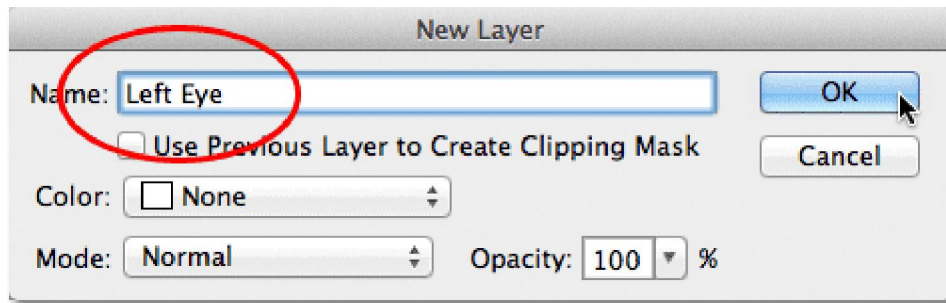 New Layer
Name: Left Eye OK
Use Previous Layer to Create Clipping Mask Cancel
Color: None
Mode: Normal Opacity: 100 %